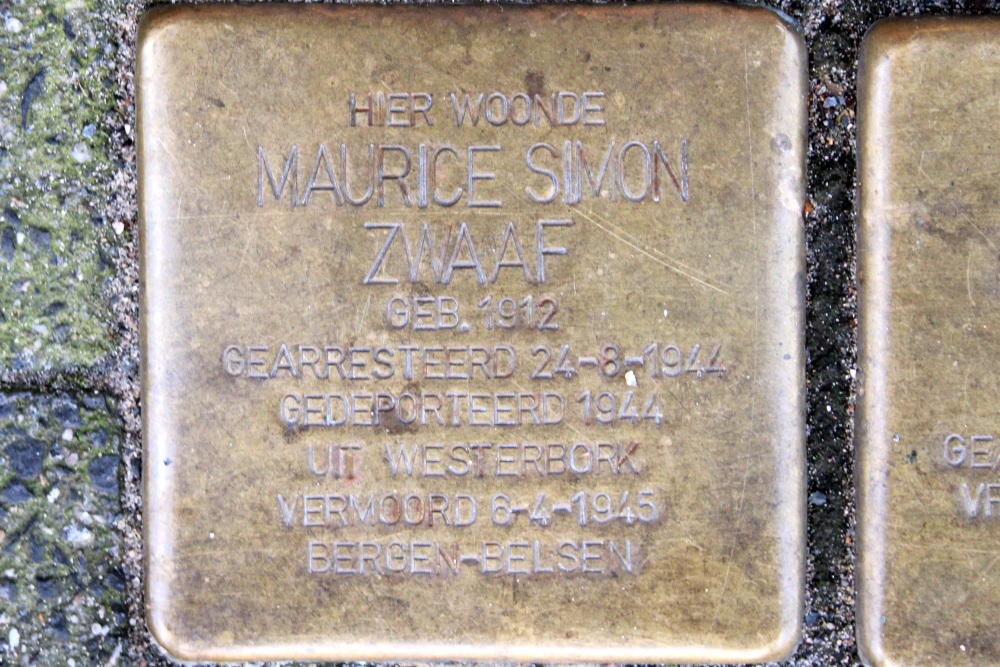 HIER WOONDE
MAURICE SIMON
ZWAAF
GEB. 1912
GEARRESTEERD 24-8-1944
GEDEPORTEERD 1944
UIT WESTERBORK
VERMOORD 6-4-1945
BERGEN-BELSEN